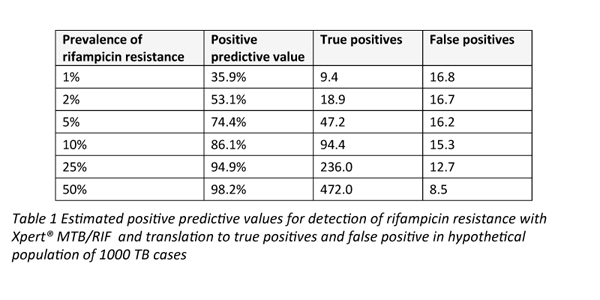 Prevalence of rifampicin resistance | Positive predictive value | True positives | False positives
1% | 35.9% | 9.4 | 16.8
2% | 53.1% | 18.9 | 16.7
5% | 74.4% | 47.2 | 16.2
10% | 86.1% | 94.4 | 15.3
25% | 94.9% | 236.0 | 12.7
50% | 98.2% | 472.0 | 8.5
Table 1 Estimated positive predictive values for detection of rifampicin resistance with
Xpert® MTB/RIF and translation to true positives and false positive in hypothetical
population of 1000 TB cases